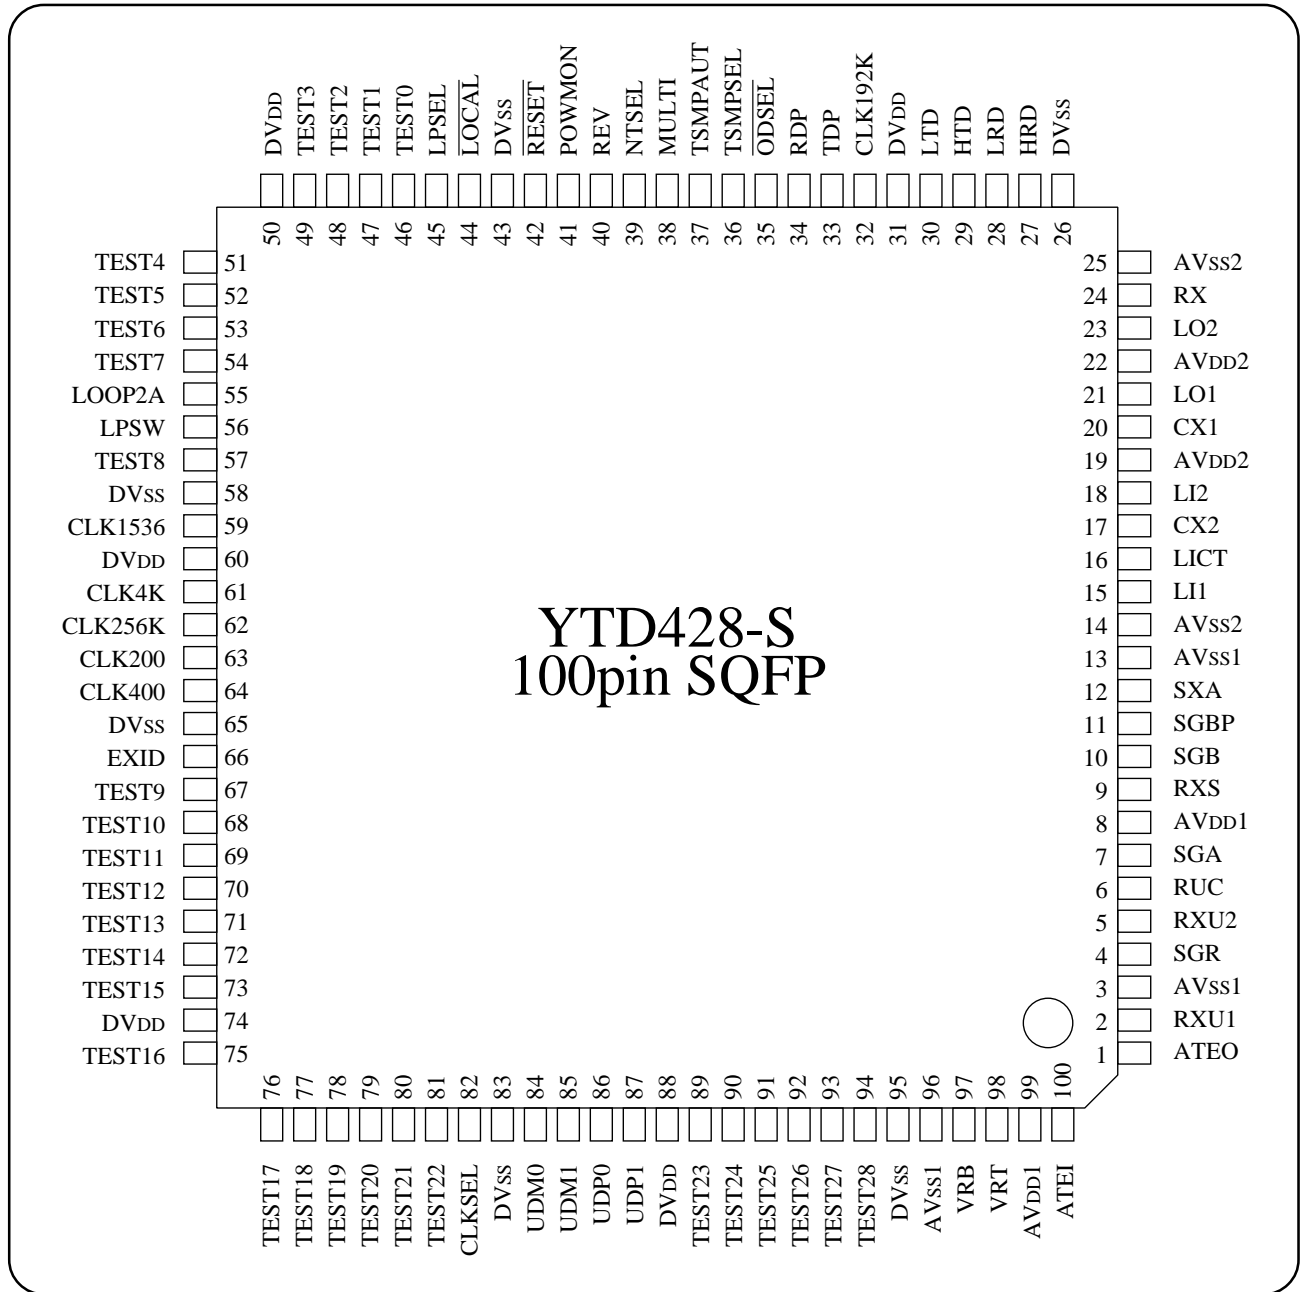 DVDD TEST3 TEST2 TEST1 TEST0 LPSEL LOCAL DVSS RESET POWMON REV NTSEL MULTI TSMPAUT TSMPSEL ODSEL RDP TDP CLK192K DVDD LTD HTD LRD HRD DVSS
50 49 48 47 46 45 44 43 42 41 40 39 38 37 36 35 34 33 32 31 30 29 28 27 26
TEST4 51
TEST5 52
TEST6 53
TEST7 54
LOOP2A 55
LPSW 56
TEST8 57
DVSS 58
CLK1536 59
DVDD 60
CLK4K 61
CLK256K 62
CLK200 63
CLK400 64
DVSS 65
EXID 66
TEST9 67
TEST10 68
TEST11 69
TEST12 70
TEST13 71
TEST14 72
TEST15 73
DVDD 74
TEST16 75
YTD428-S
100pin SQFP
25 AVSS2
24 RX
23 LO2
22 AVDD2
21 LO1
20 CX1
19 AVDD2
18 LI2
17 CX2
16 LICT
15 LI1
14 AVSS2
13 AVSS1
12 SXA
11 SGBP
10 SGB
9 RXS
8 AVDD1
7 SGA
6 RUC
5 RXU2
4 SGR
3 AVSS1
2 RXU1
1 ATEO
76 77 78 79 80 81 82 83 84 85 86 87 88 89 90 91 92 93 94 95 96 97 98 99 100
TEST17 TEST18 TEST19 TEST20 TEST21 TEST22 CLKSEL DVSS UDM0 UDM1 UDP0 UDP1 DVDD TEST23 TEST24 TEST25 TEST26 TEST27 TEST28 DVSS AVSS1 VRB VRT AVDD1 ATEI